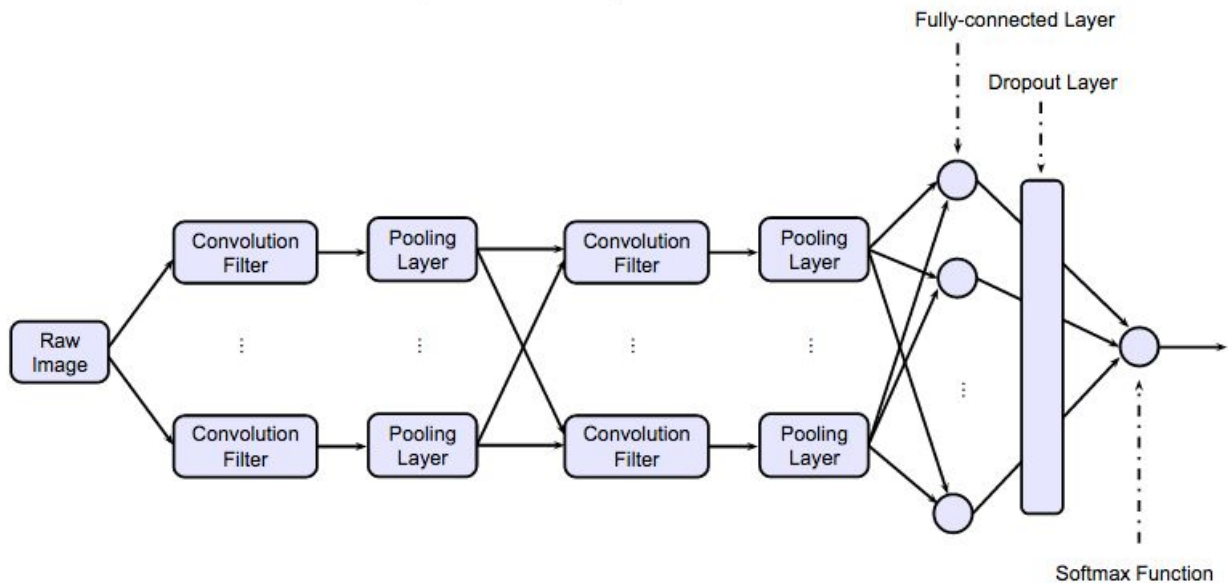 Fully-connected Layer
Dropout Layer
Convolution
Filter
Pooling
Layer
Convolution
Filter
Pooling
Layer
Raw
Image
...
...
...
...
...
Convolution
Filter
Pooling
Layer
Convolution
Filter
Pooling
Layer
Softmax Function